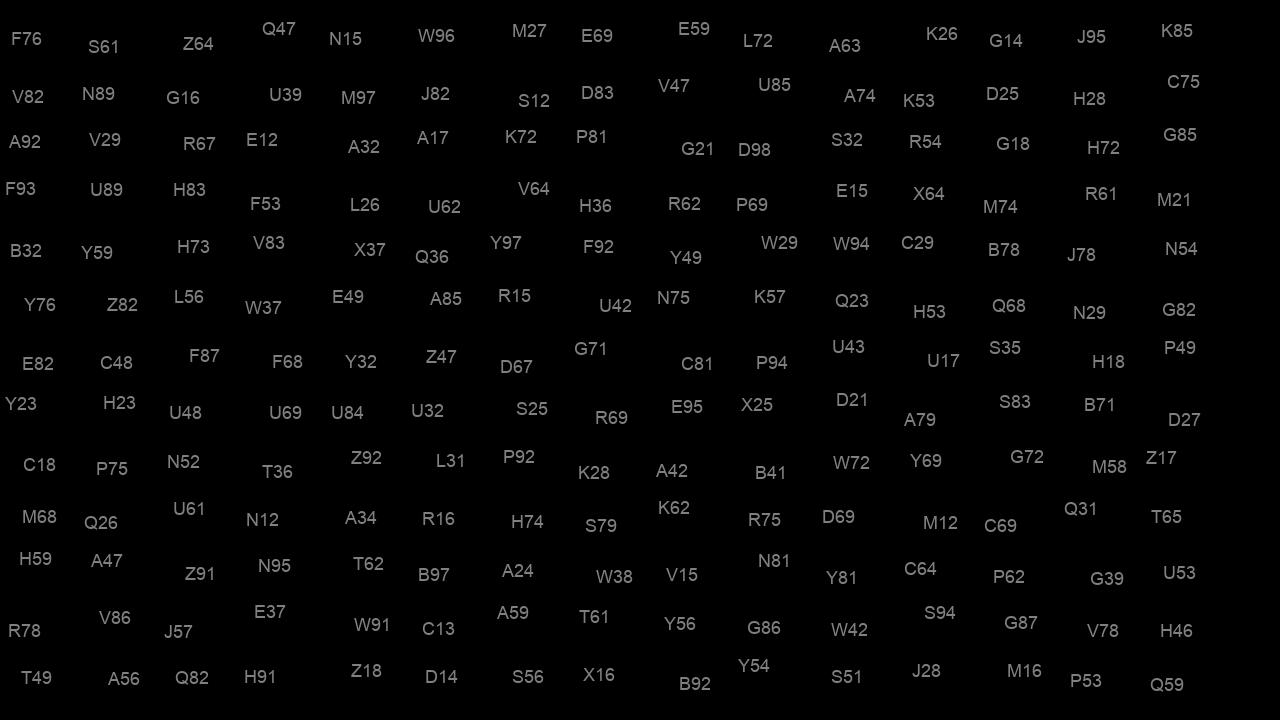 F76 S61 Z64 Q47 N15 W96 M27 E69 E59 L72 A63 K26 G14 J95 K85
V82 N89 G16 U39 M97 J82 S12 D83 V47 U85 A74 K53 D25 H28 C75
A92 V29 R67 E12 A32 A17 K72 P81 G21 D98 S32 R54 G18 H72 G85
F93 U89 H83 F53 L26 U62 V64 H36 R62 P69 E15 X64 M74 R61 M21
B32 Y59 H73 V83 X37 Q36 Y97 F92 Y49 W29 W94 C29 B78 J78 N54
Y76 Z82 L56 W37 E49 A85 R15 U42 N75 K57 Q23 H53 Q68 N29 G82
E82 C48 F87 F68 Y32 Z47 D67 G71 C81 P94 U43 U17 S35 H18 P49
Y23 H23 U48 U69 U84 U32 S25 R69 E95 X25 D21 A79 S83 B71 D27
C18 P75 N52 T36 Z92 L31 P92 K28 A42 B41 W72 Y69 G72 M58 Z17
M68 Q26 U61 N12 A34 R16 H74 S79 K62 R75 D69 M12 C69 Q31 T65
H59 A47 Z91 N95 T62 B97 A24 W38 V15 N81 Y81 C64 P62 G39 U53
R78 V86 J57 E37 W91 C13 A59 T61 Y56 G86 W42 S94 G87 V78 H46
T49 A56 Q82 H91 Z18 D14 S56 X16 B92 Y54 S51 J28 M16 P53 Q59